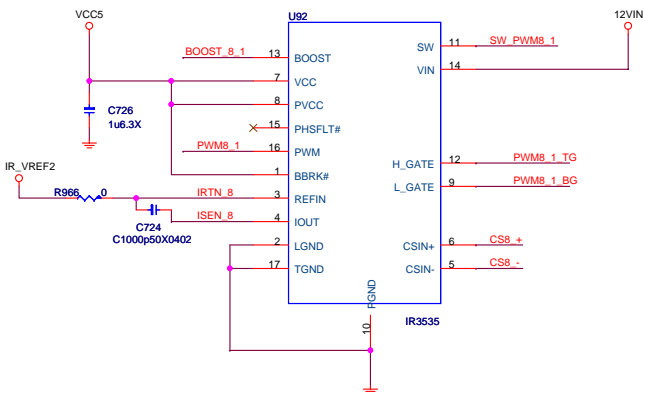 U92
VCC5
12VIN
BOOST_8_1
13
BOOST
SW
11
SW_PWM8_1
7
VCC
VIN
14
8
PVCC
C726
1u6.3X
15
PHSFLT#
PWM8_1
16
PWM
IR_VREF2
1
BBRK#
H_GATE
12
PWM8_1_TG
R966
0
IRTN_8
3
REFIN
L_GATE
9
PWM8_1_BG
C724
C1000p50X0402
ISEN_8
4
IOUT
2
LGND
CSIN+
6
CS8_+
17
TGND
CSIN-
5
CS8_-
PGND
10
IR3535